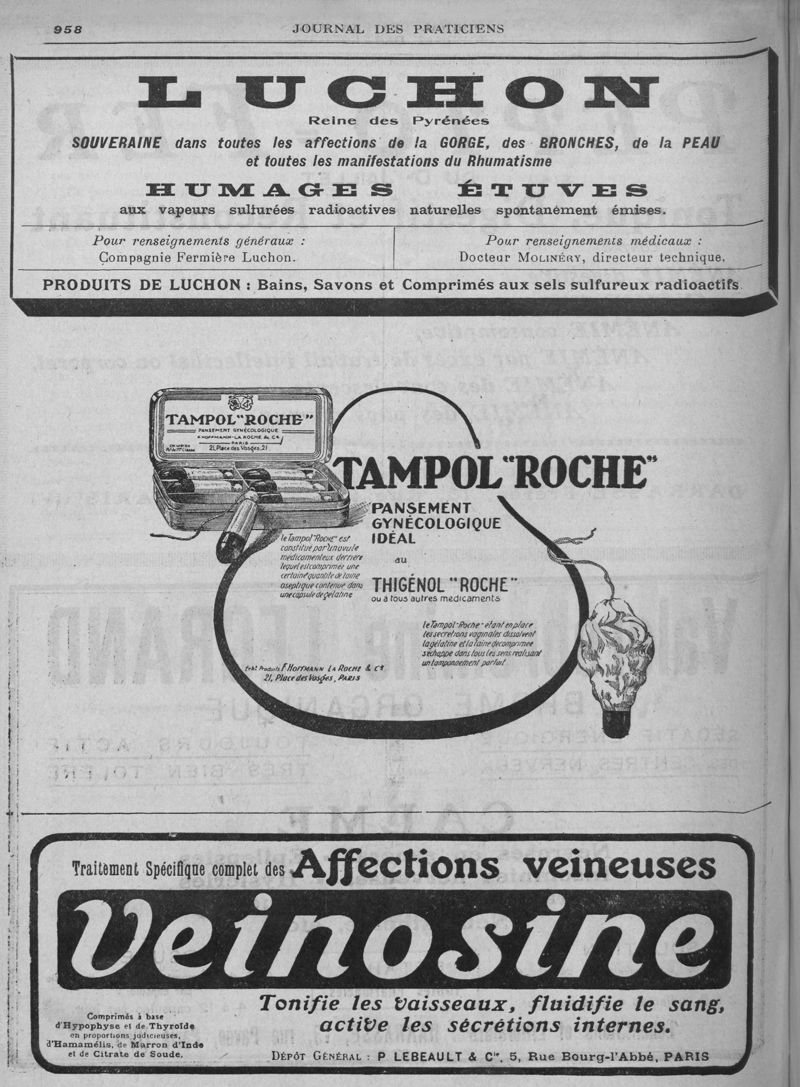 958
JOURNAL DES PRATICIENS
LUCHON
Reine des Pyrénées
SOUVERAINE dans toutes les affections de la GORGE, des BRONCHES, de la PEAU
et toutes les manifestations du Rhumatisme
HUMAGES ÉTUVES
aux vapeurs sulfurées radioactives naturelles spontanément émises.
Pour renseignements généraux :
Compagnie Fermière Luchon.
Pour renseignements médicaux :
Docteur MOLINÉRY, directeur technique.
PRODUITS DE LUCHON : Bains, Savons et Comprimés aux sels sulfureux radioactifs
TAMPOL "ROCHE"
PANSEMENT GYNÉCOLOGIQUE
F. HOFFMANN-LA ROCHE & Cº
PARIS
21, Place des Vosges, 21
TAMPOL "ROCHE"
PANSEMENT
GYNÉCOLOGIQUE
IDÉAL
au
THIGÉNOL "ROCHE"
ou à tous autres médicaments
le Tampol "Roche" est
constitué par un ovule
médicamenteux derrière
lequel est comprimée une
certaine quantité de laine
aseptique contenue dans
une capsule de gélatine
le Tampol "Roche" étant en place
les sécrétions vaginales dissolvent
la gélatine et la laine décomprimée
s'échappe dans tous les sens réalisant
un tamponnement parfait
Produits F. HOFFMANN LA ROCHE & Cº
21, Place des Vosges, PARIS
Traitement Spécifique complet des Affections veineuses
Veinosine
Tonifie les Vaisseaux, fluidifie le sang,
active les sécrétions internes.
Comprimés à base
d'Hypophyse et de Thyroïde
en proportions judicieuses,
d'Hamamélis, de Marron d'Inde
et de Citrate de Soude.
DÉPÔT GÉNÉRAL : P LEBEAULT & Cie, 5, Rue Bourg-l'Abbé, PARIS